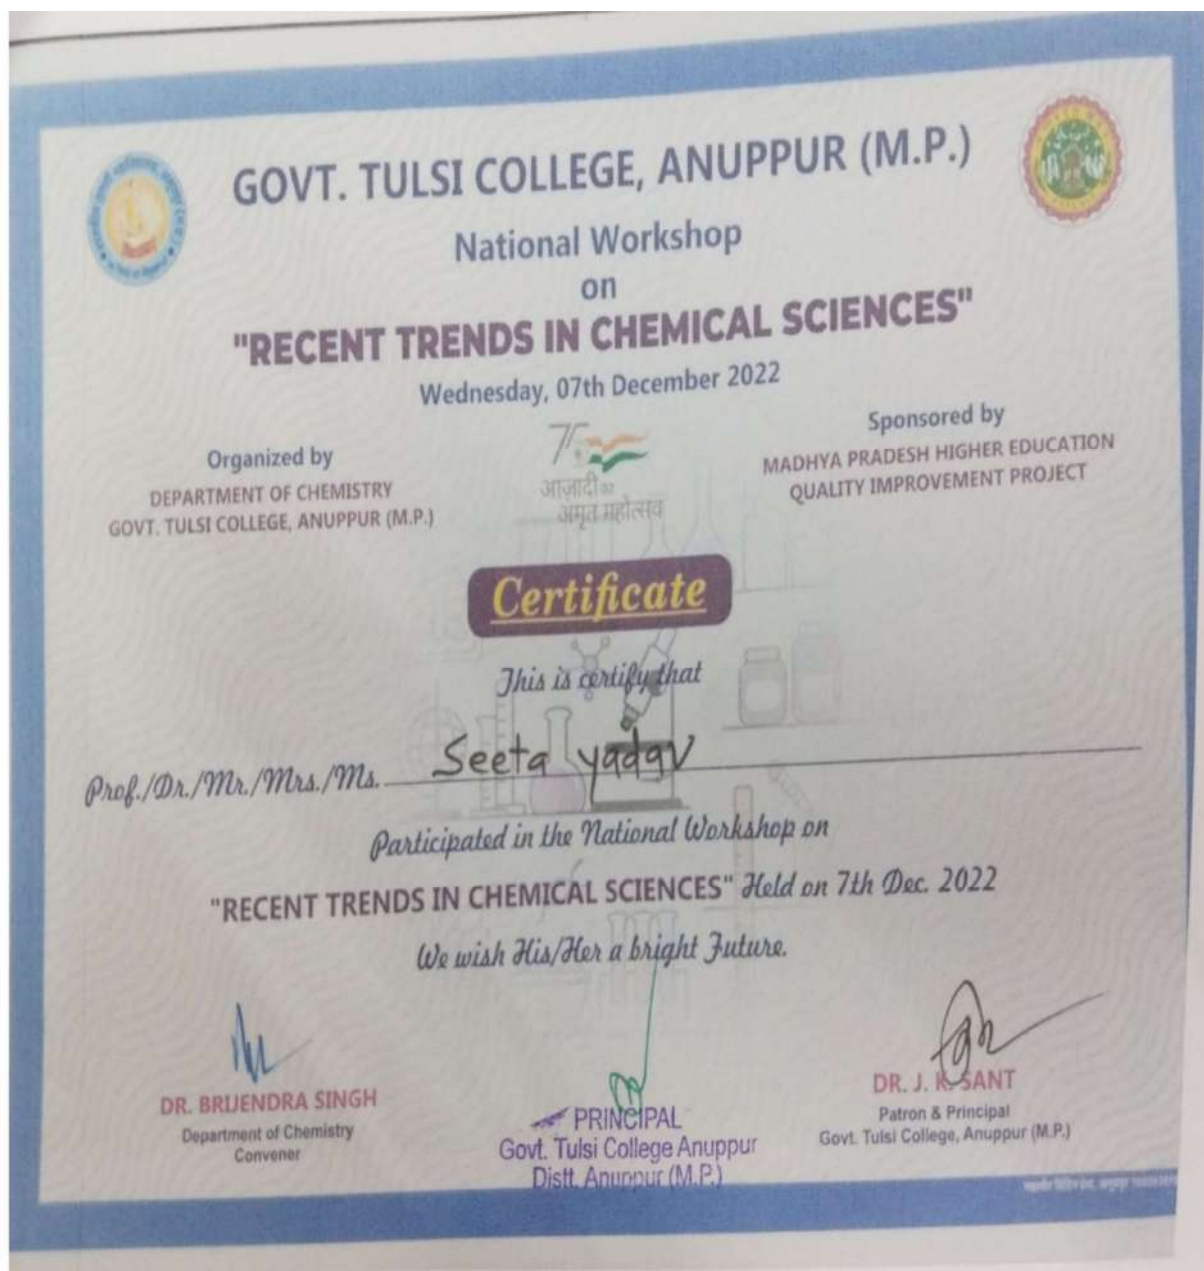 GOVT. TULSI COLLEGE, ANUPPUR (M.P.)
National Workshop
on
"RECENT TRENDS IN CHEMICAL SCIENCES"
Wednesday, 07th December 2022
Organized by
DEPARTMENT OF CHEMISTRY
GOVT. TULSI COLLEGE, ANUPPUR (M.P.)
75
आज़ादी का
अमृत महोत्सव
Sponsored by
MADHYA PRADESH HIGHER EDUCATION
QUALITY IMPROVEMENT PROJECT
Certificate
This is certify that
Prof./Dr./Mr./Mrs./Ms. Seeta yadav
Participated in the National Workshop on
"RECENT TRENDS IN CHEMICAL SCIENCES" Held on 7th Dec. 2022
We wish His/Her a bright Future.
DR. BRIJENDRA SINGH
Department of Chemistry
Convener
PRINCIPAL
Govt. Tulsi College Anuppur
Distt. Anuppur (M.P.)
DR. J. K. SANT
Patron & Principal
Govt. Tulsi College, Anuppur (M.P.)